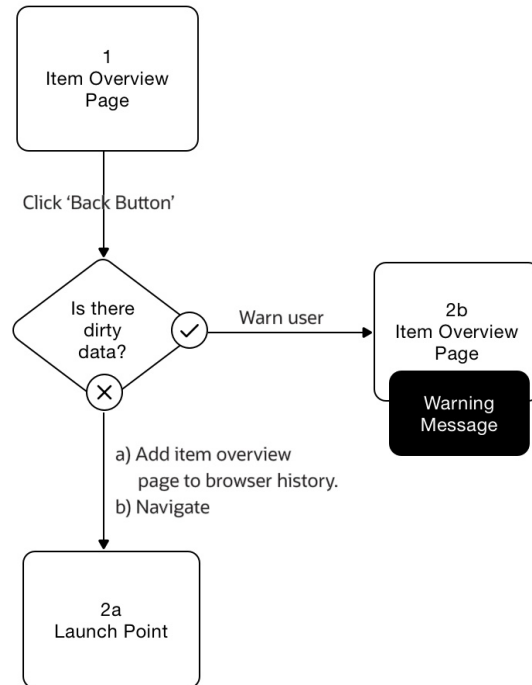 1
Item Overview
Page
Click ‘Back Button’
Is there
dirty
data?
Warn user
2b
Item Overview
Page
Warning
Message
a) Add item overview
page to browser history.
b) Navigate
2a
Launch Point